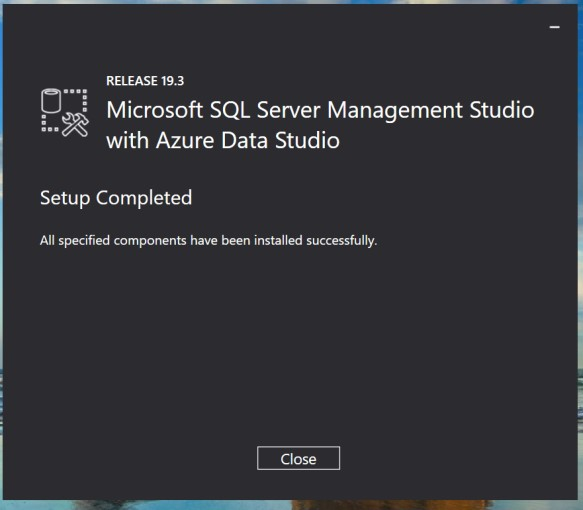 RELEASE 19.3
Microsoft SQL Server Management Studio
with Azure Data Studio
Setup Completed
All specified components have been installed successfully.
Close